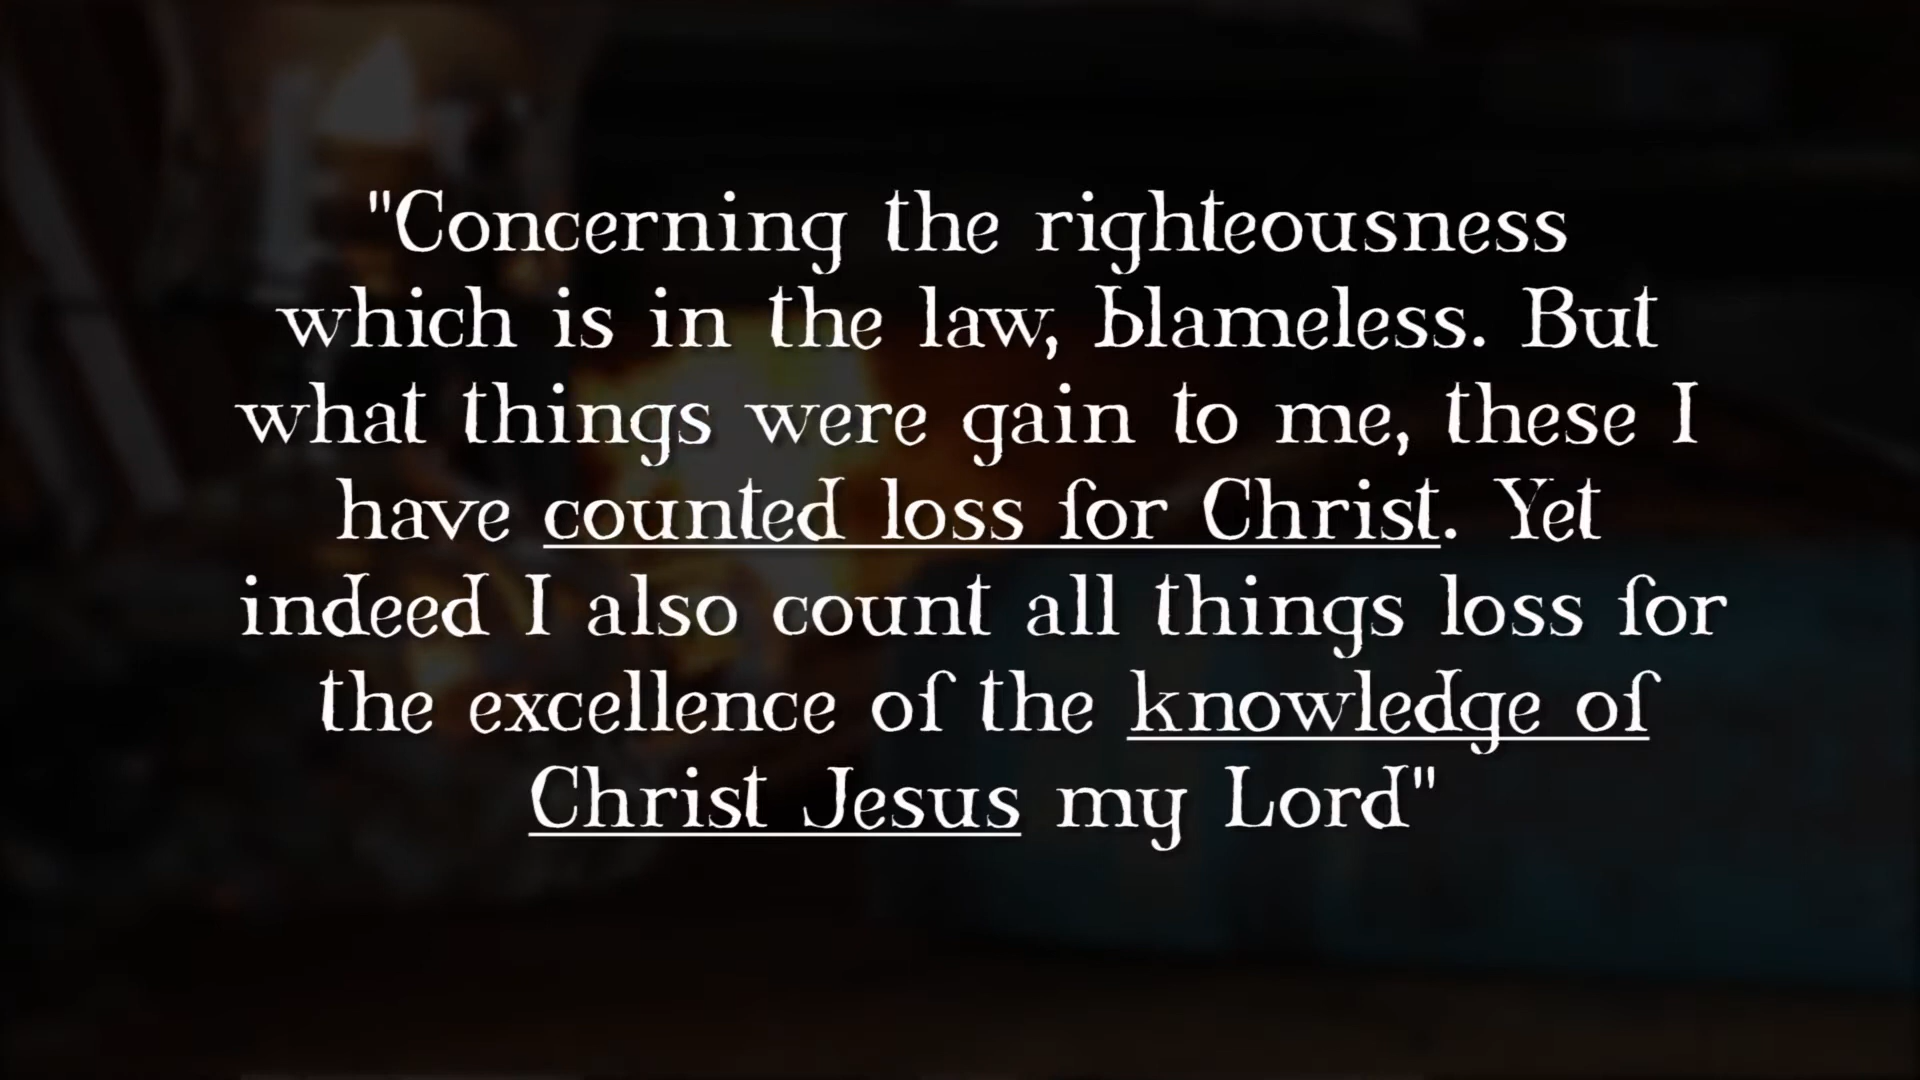 "Concerning the righteousness
which is in the law, blameless. But
what things were gain to me, these I
have counted loss for Christ. Yet
indeed I also count all things loss for
the excellence of the knowledge of
Christ Jesus my Lord"